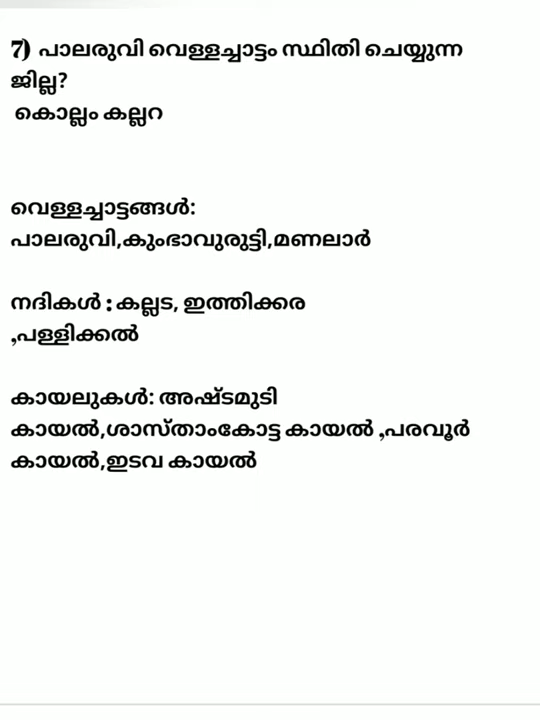 7) പാലരുവി വെള്ളച്ചാട്ടം സ്ഥിതി ചെയ്യുന്ന
ജില്ല?
കൊല്ലം കല്ലറ
വെള്ളച്ചാട്ടങ്ങൾ:
പാലരുവി,കുംഭാവുരുട്ടി,മണലാർ
നദികൾ : കല്ലട, ഇത്തിക്കര
,പള്ളിക്കൽ
കായലുകൾ: അഷ്ടമുടി
കായൽ,ശാസ്താംകോട്ട കായൽ ,പരവൂർ
കായൽ,ഇടവ കായൽ